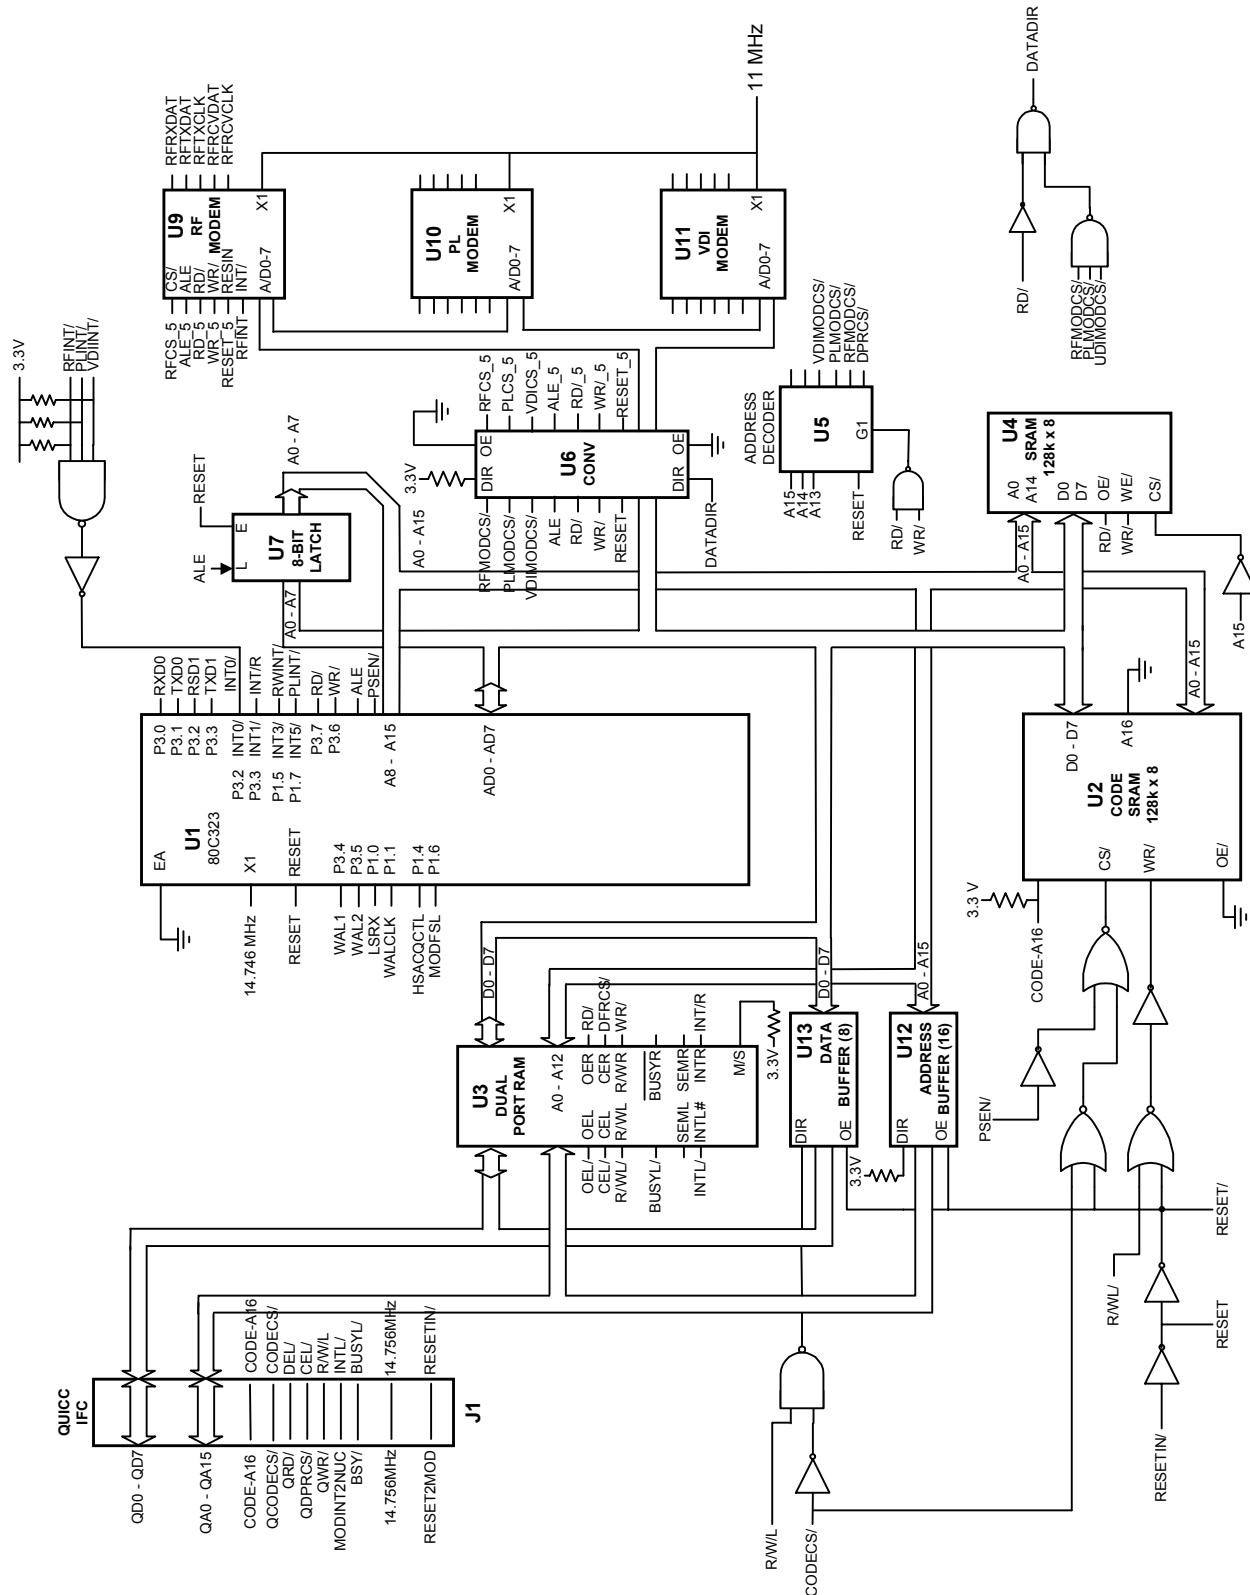 3.3V
RFINT/
PLINT/
VDIINT/
RESET
ALE
L
E
U7
8-BIT
LATCH
A0 - A7
A0 - A7
U9
RF
MODEM
CS/
ALE
RD/
WR/
RESIN
INT/
X1
A/D0-7
RFCS_5
ALE_5
RD_5
WR_5
RESET_5
RFINT
RFRXDAT
RFTXDAT
RFTXCLK
RFRCVDAT
RFRCVCLK
U10
PL
MODEM
X1
A/D0-7
U11
VDI
MODEM
X1
A/D0-7
11 MHz
U6
CONV
DIR
OE
DIR
OE
3.3V
A0 - A15
RFMODCS/
PLMODCS/
VDIMODCS/
ALE
RD/
WR/
RESET
DATADIR
RFCS_5
PLCS_5
VDICS_5
ALE_5
RD/_5
WR/_5
RESET_5
ADDRESS
DECODER
U5
G1
A15
A14
A13
RESET
RD/
WR/
VDIMODCS/
PLMODCS/
RFMODCS/
DPRCS/
DATADIR
RD/
RFMODCS/
PLMODCS/
UDIMODCS/
U4
SRAM
128k x 8
A0
A14
D0
D7
OE/
WE/
CS/
A0 - A15
RD/
WR/
A15
U1
80C323
EA
X1
RESET
P3.4
P3.5
P1.0
P1.1
P1.4
P1.6
14.746 MHz
RESET
WAL1
WAL2
LSRX
WALCLK
HSACQCTL
MODFSL
P3.0
P3.1
P3.2
P3.3
P3.2 INT0/
P3.3 INT1/
P1.5 INT3/
P1.7 INT5/
P3.7
P3.6
A8 - A15
AD0 - AD7
RXD0
TXD0
RSD1
TXD1
INT0/
INT/R
RWINT/
PLINT/
RD/
WR/
ALE
PSEN/
U2
CODE
SRAM
128k x 8
D0 - D7
A16
A0 - A15
CS/
WR/
OE/
3.3 V
CODE-A16
PSEN/
U3
DUAL
PORT RAM
A0 - A12
OEL
CEL
R/WL
SEML
INTL#
OER
CER
R/WR
BUSYR
SEMR
INTR
M/S
OEL/
CEL/
R/WL/
BUSYL/
INTL/
RD/
DFRCS/
WR/
INT/R
3.3V
D0 - D7
D0 - D7
A0 - A15
U13
DATA
BUFFER (8)
DIR
OE
U12
ADDRESS
BUFFER (16)
DIR
OE
3.3V
QUICC
IFC
J1
QD0 - QD7
QA0 - QA15
CODE-A16
QCODECS/
QRD/
QDPRCS/
QWR/
MODINT2NUC
BSY/
14.756MHz
RESET2MOD
CODE-A16
CODECS/
DEL/
CEL/
R/W/L
INTL/
BUSYL/
14.756MHz
RESETIN/
R/W/L
CODECS/
R/WL/
RESET/
RESET
RESETIN/